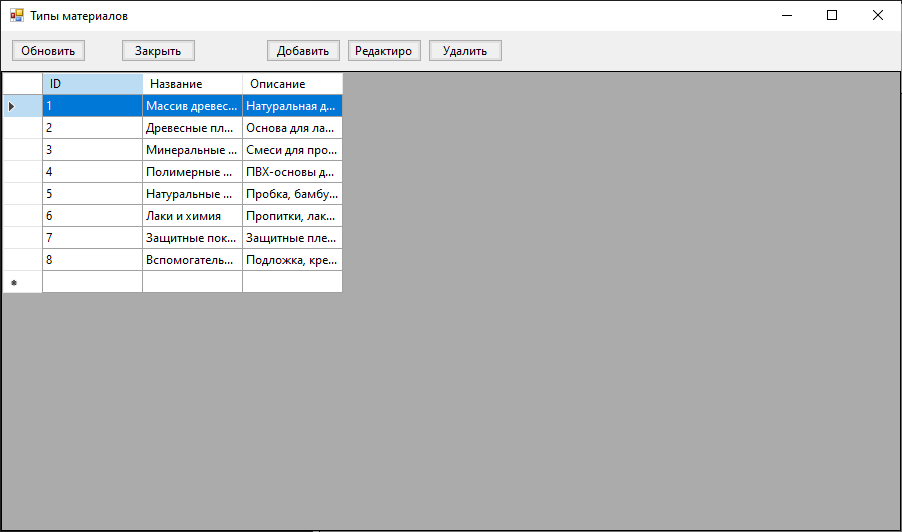 Типы материалов
Обновить Закрыть Добавить Редактиро Удалить
ID Название Описание
1 Массив древес... Натуральная д...
2 Древесные пл... Основа для ла...
3 Минеральные ... Смеси для про...
4 Полимерные ... ПВХ-основы д...
5 Натуральные ... Пробка, бамбу...
6 Лаки и химия Пропитки, лак...
7 Защитные пок... Защитные пле...
8 Вспомогатель... Подложка, кре...